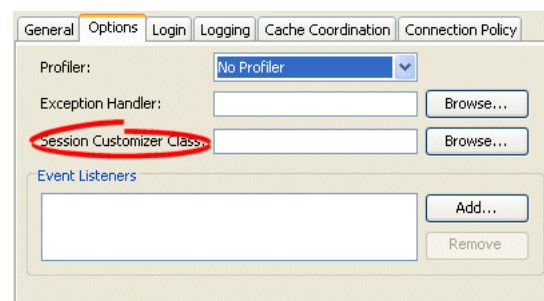 General Options Login Logging Cache Coordination Connection Policy
Profiler: No Profiler
Exception Handler: Browse...
Session Customizer Class: Browse...
Event Listeners
Add...
Remove